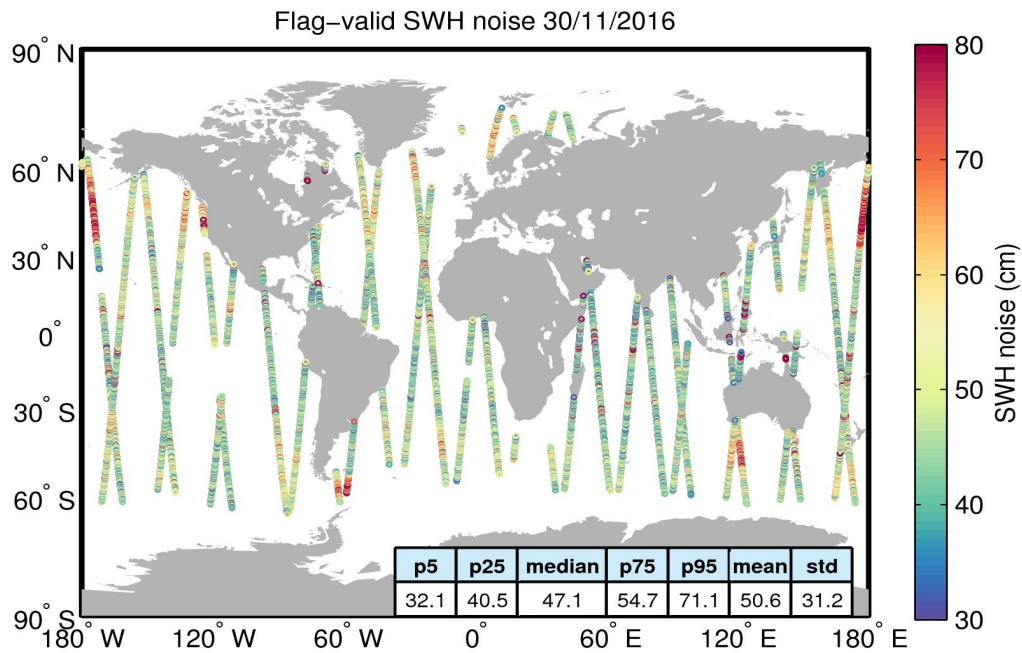 Flag−valid SWH noise 30/11/2016
90° N
60° N
30° N
0°
30° S
60° S
90° S
180° W
120° W
60° W
0°
60° E
120° E
180° E
p5 p25 median p75 p95 mean std
32.1 40.5 47.1 54.7 71.1 50.6 31.2
80
70
60
50
40
30
SWH noise (cm)